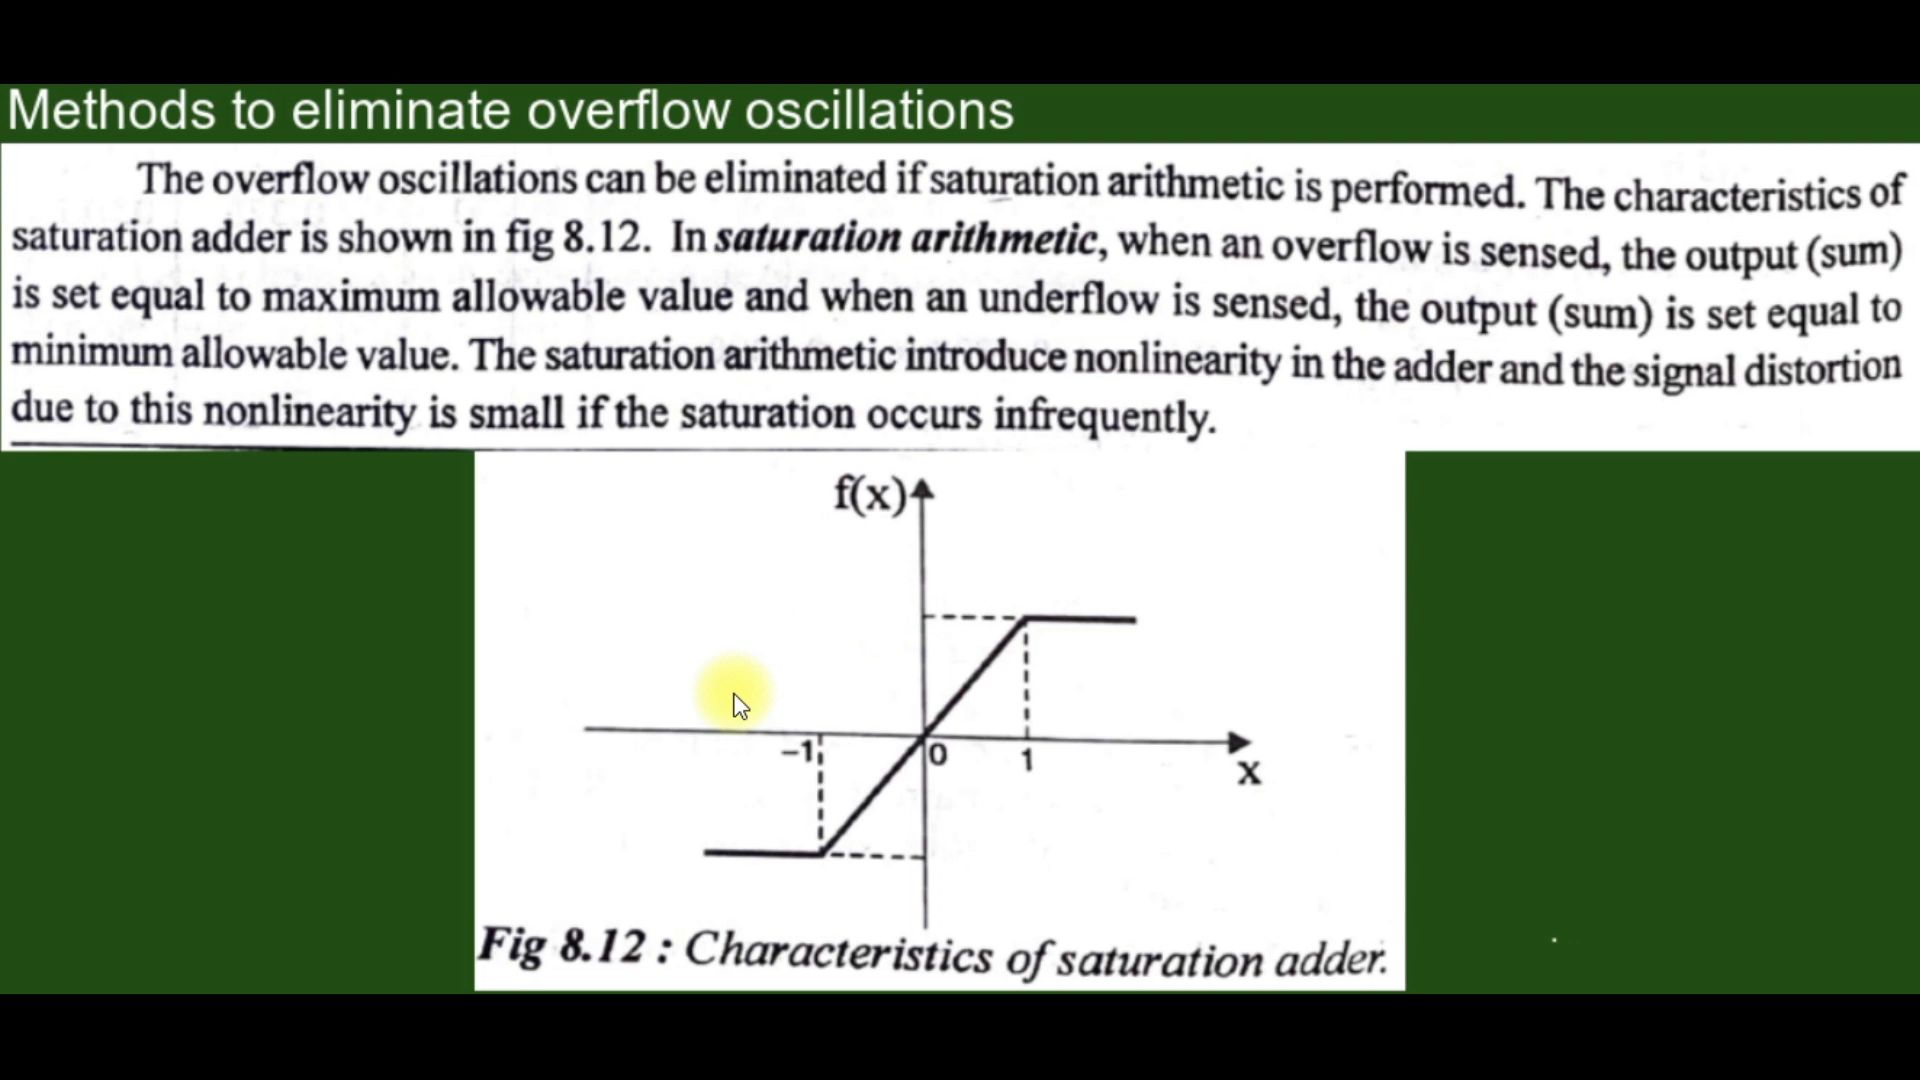 Methods to eliminate overflow oscillations
The overflow oscillations can be eliminated if saturation arithmetic is performed. The characteristics of
saturation adder is shown in fig 8.12. In saturation arithmetic, when an overflow is sensed, the output (sum)
is set equal to maximum allowable value and when an underflow is sensed, the output (sum) is set equal to
minimum allowable value. The saturation arithmetic introduce nonlinearity in the adder and the signal distortion
due to this nonlinearity is small if the saturation occurs infrequently.
f(x)
–1 0 1
x
Fig 8.12 : Characteristics of saturation adder.